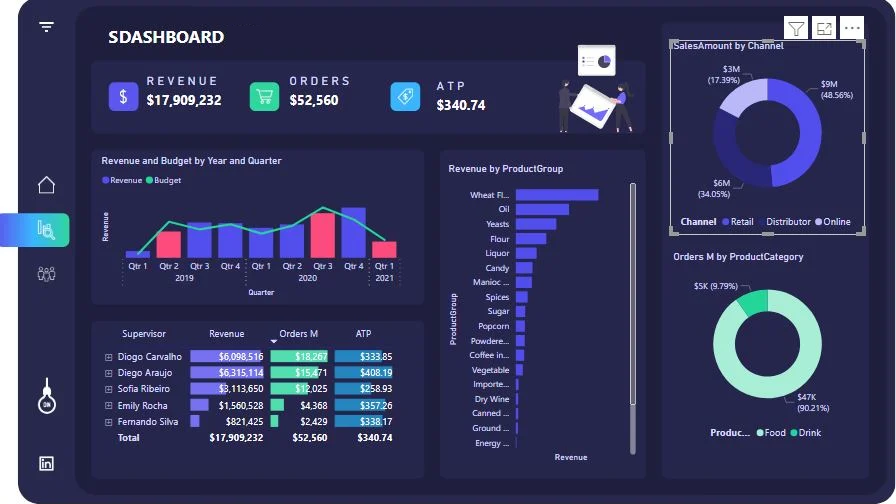 SDASHBOARD
REVENUE
$17,909,232
ORDERS
$52,560
ATP
$340.74
Revenue and Budget by Year and Quarter
Revenue Budget
Revenue
Qtr 1 Qtr 2 Qtr 3 Qtr 4 Qtr 1 Qtr 2 Qtr 3 Qtr 4 Qtr 1
2019 2020 2021
Quarter
Supervisor Revenue Orders M ATP
Diogo Carvalho $6,098,516 $18,267 $333.85
Diego Araujo $6,315,114 $15,471 $408.19
Sofia Ribeiro $3,113,650 $12,025 $258.93
Emily Rocha $1,560,528 $4,368 $357.26
Fernando Silva $821,425 $2,429 $338.17
Total $17,909,232 $52,560 $340.74
Revenue by ProductGroup
ProductGroup
Wheat Fl...
Oil
Yeasts
Flour
Liquor
Candy
Manioc ...
Spices
Sugar
Popcorn
Powdere...
Coffee in...
Vegetable
Importe...
Dry Wine
Canned ...
Ground ...
Energy ...
Revenue
SalesAmount by Channel
$3M
(17.39%)
$9M
(48.56%)
$6M
(34.05%)
Channel Retail Distributor Online
Orders M by ProductCategory
$5K (9.79%)
$47K
(90.21%)
Produc... Food Drink
ON
in